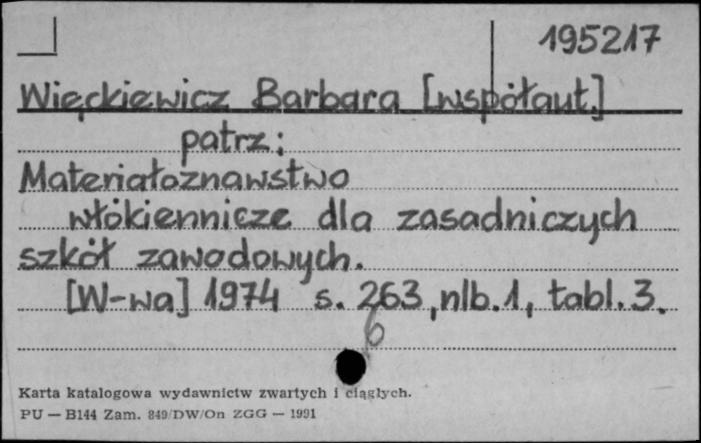 195217
Więckiewicz Barbara [współaut.]
patrz:
Materiałoznawstwo
włókiennicze dla zasadniczych
szkół zawodowych.
[W-wa] 1974 s. 263, nlb. 1, tabl. 3.
6
Karta katalogowa wydawnictw zwartych i ciągłych.
PU — B144 Zam. 849/DW/On ZGG — 1991